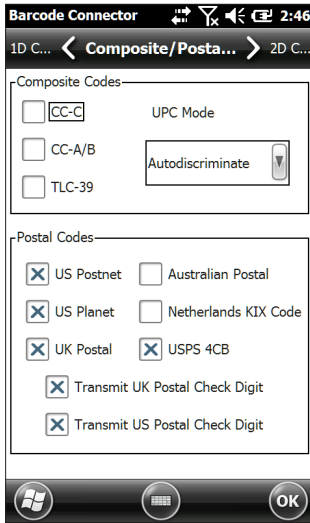 Barcode Connector 2:46
1D C... Composite/Posta... 2D C...
Composite Codes
CC-C UPC Mode
CC-A/B
Autodiscriminate
TLC-39
Postal Codes
US Postnet Australian Postal
US Planet Netherlands KIX Code
UK Postal USPS 4CB
Transmit UK Postal Check Digit
Transmit US Postal Check Digit
OK